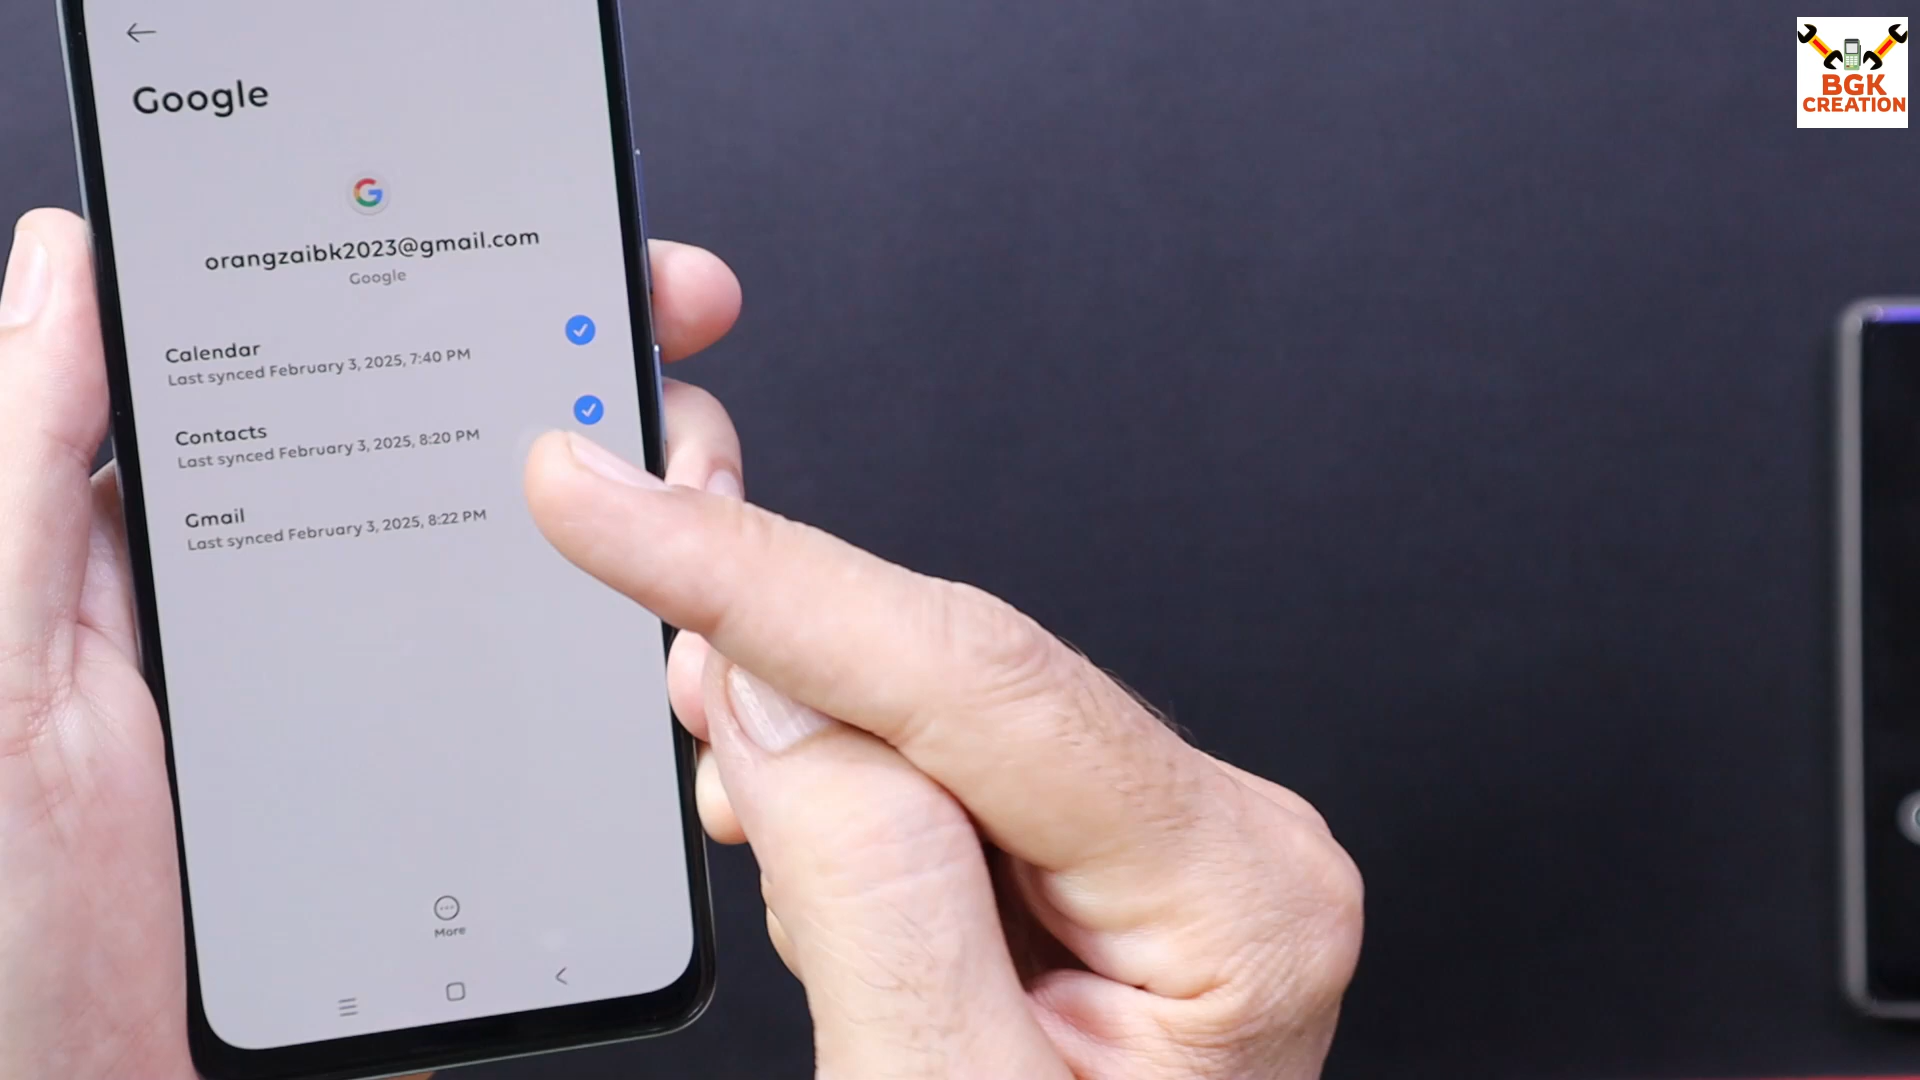 Google
orangzaibk2023@gmail.com
Google
Calendar
Last synced February 3, 2025, 7:40 PM
Contacts
Last synced February 3, 2025, 8:20 PM
Gmail
Last synced February 3, 2025, 8:22 PM
More
BGK
CREATION